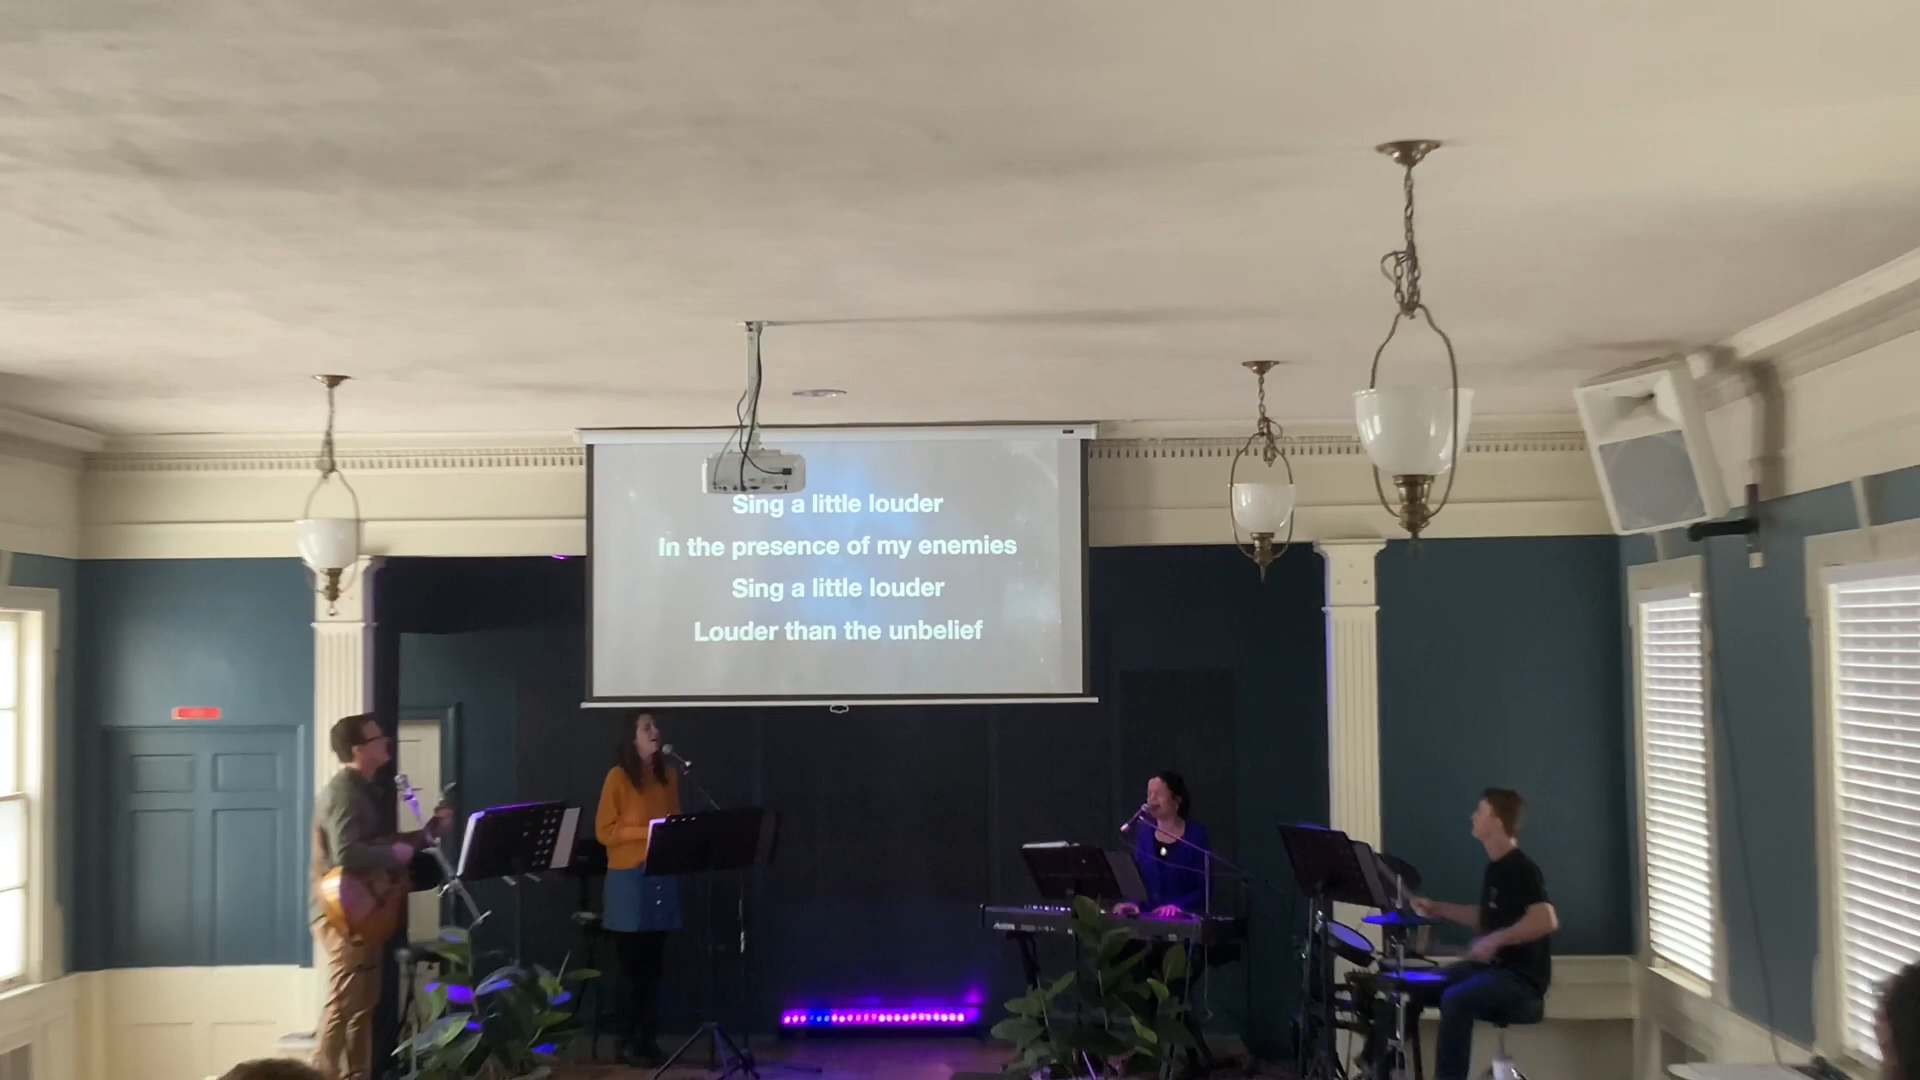 Sing a little louder
In the presence of my enemies
Sing a little louder
Louder than the unbelief